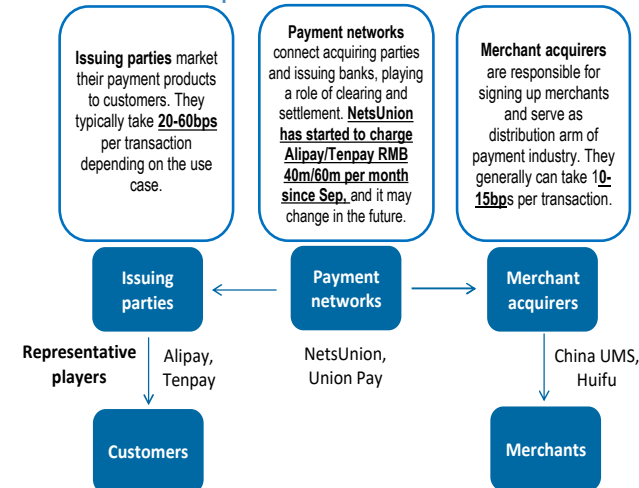 Issuing parties market
their payment products
to customers. They
typically take 20-60bps
per transaction
depending on the use
case.
Payment networks
connect acquiring parties
and issuing banks, playing
a role of clearing and
settlement. NetsUnion
has started to charge
Alipay/Tenpay RMB
40m/60m per month
since Sep, and it may
change in the future.
Merchant acquirers
are responsible for
signing up merchants
and serve as
distribution arm of
payment industry. They
generally can take 10-
15bps per transaction.
Issuing
parties
Payment
networks
Merchant
acquirers
Representative
players
Alipay,
Tenpay
NetsUnion,
Union Pay
China UMS,
Huifu
Customers
Merchants